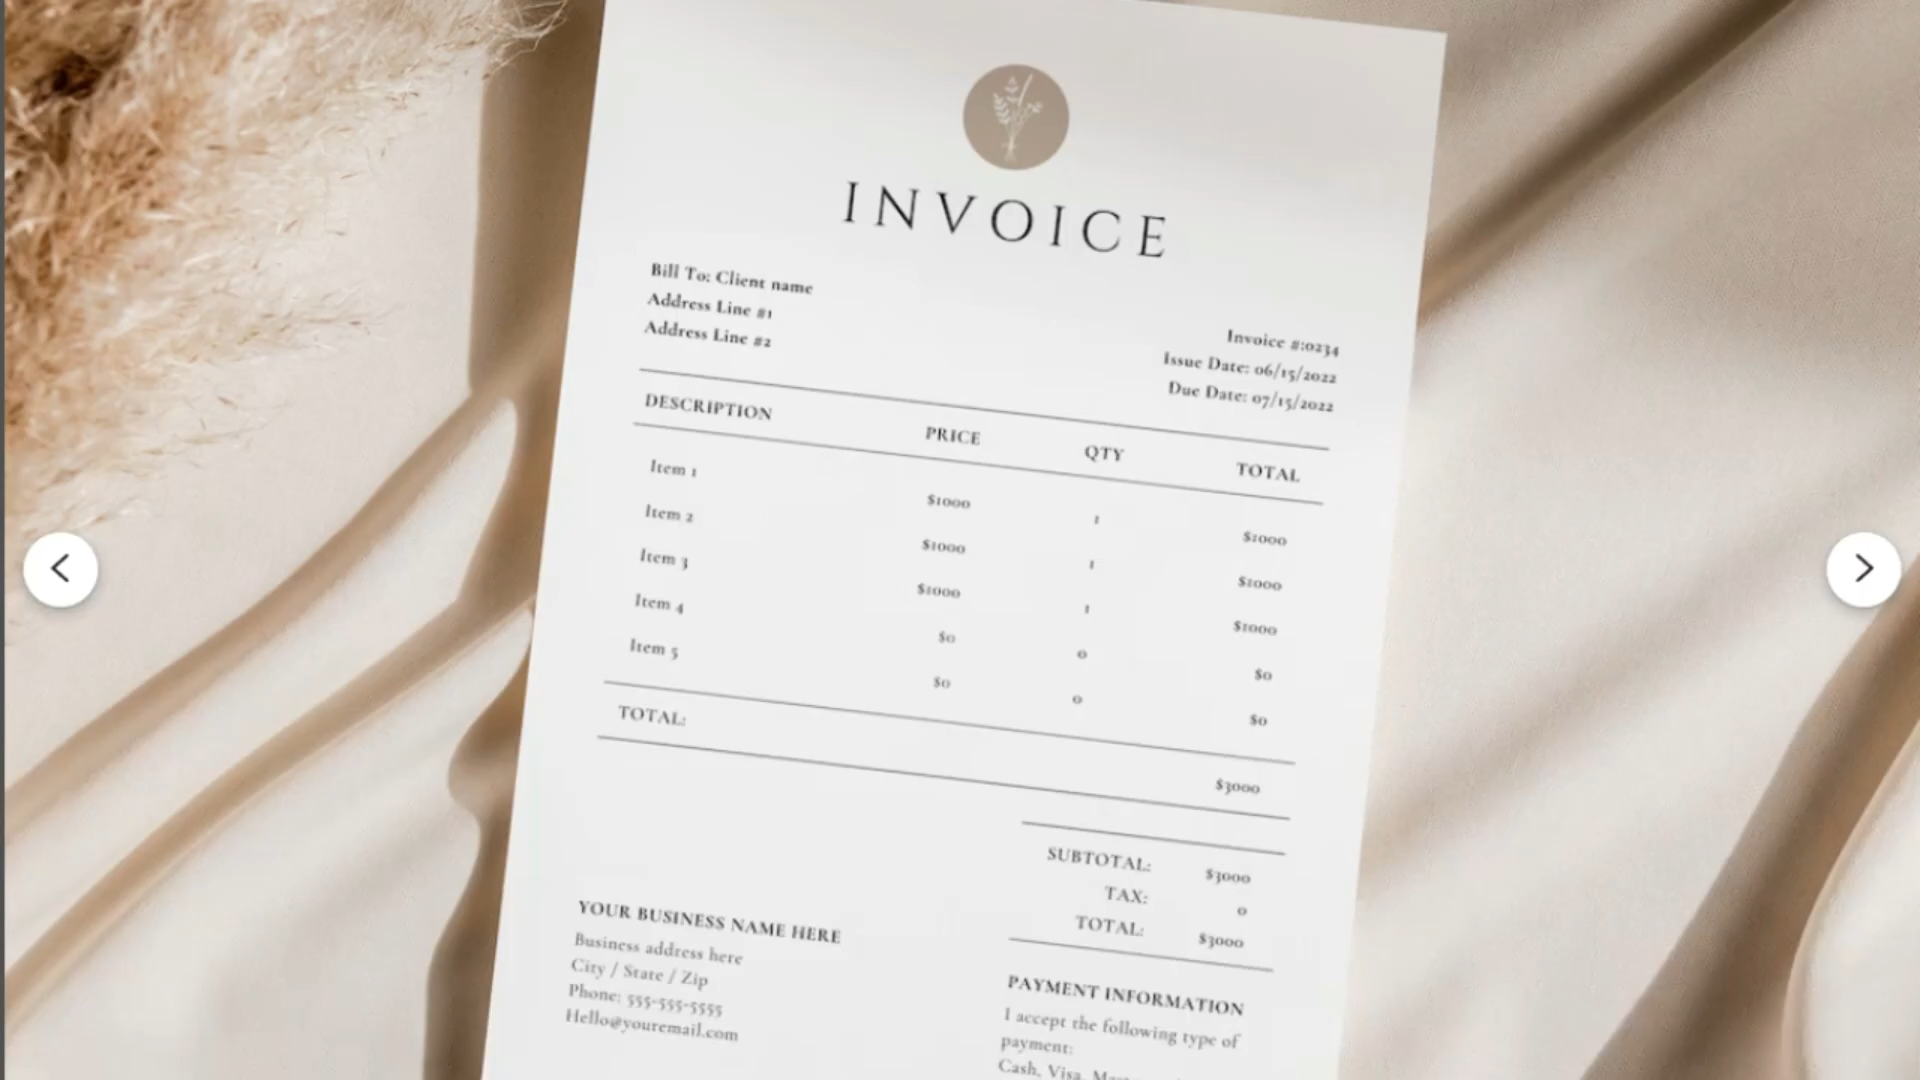 INVOICE
Bill To: Client name
Address Line #1
Address Line #2
Invoice #:0234
Issue Date: 06/15/2022
Due Date: 07/15/2022
DESCRIPTION PRICE QTY TOTAL
Item 1 $1000 1 $1000
Item 2 $1000 1 $1000
Item 3 $1000 1 $1000
Item 4 $0 0 $0
Item 5 $0 0 $0
TOTAL: $3000
SUBTOTAL: $3000
TAX: 0
TOTAL: $3000
YOUR BUSINESS NAME HERE
Business address here
City / State / Zip
Phone: 555-555-5555
Hello@youremail.com
PAYMENT INFORMATION
I accept the following type of
payment:
Cash, Visa,